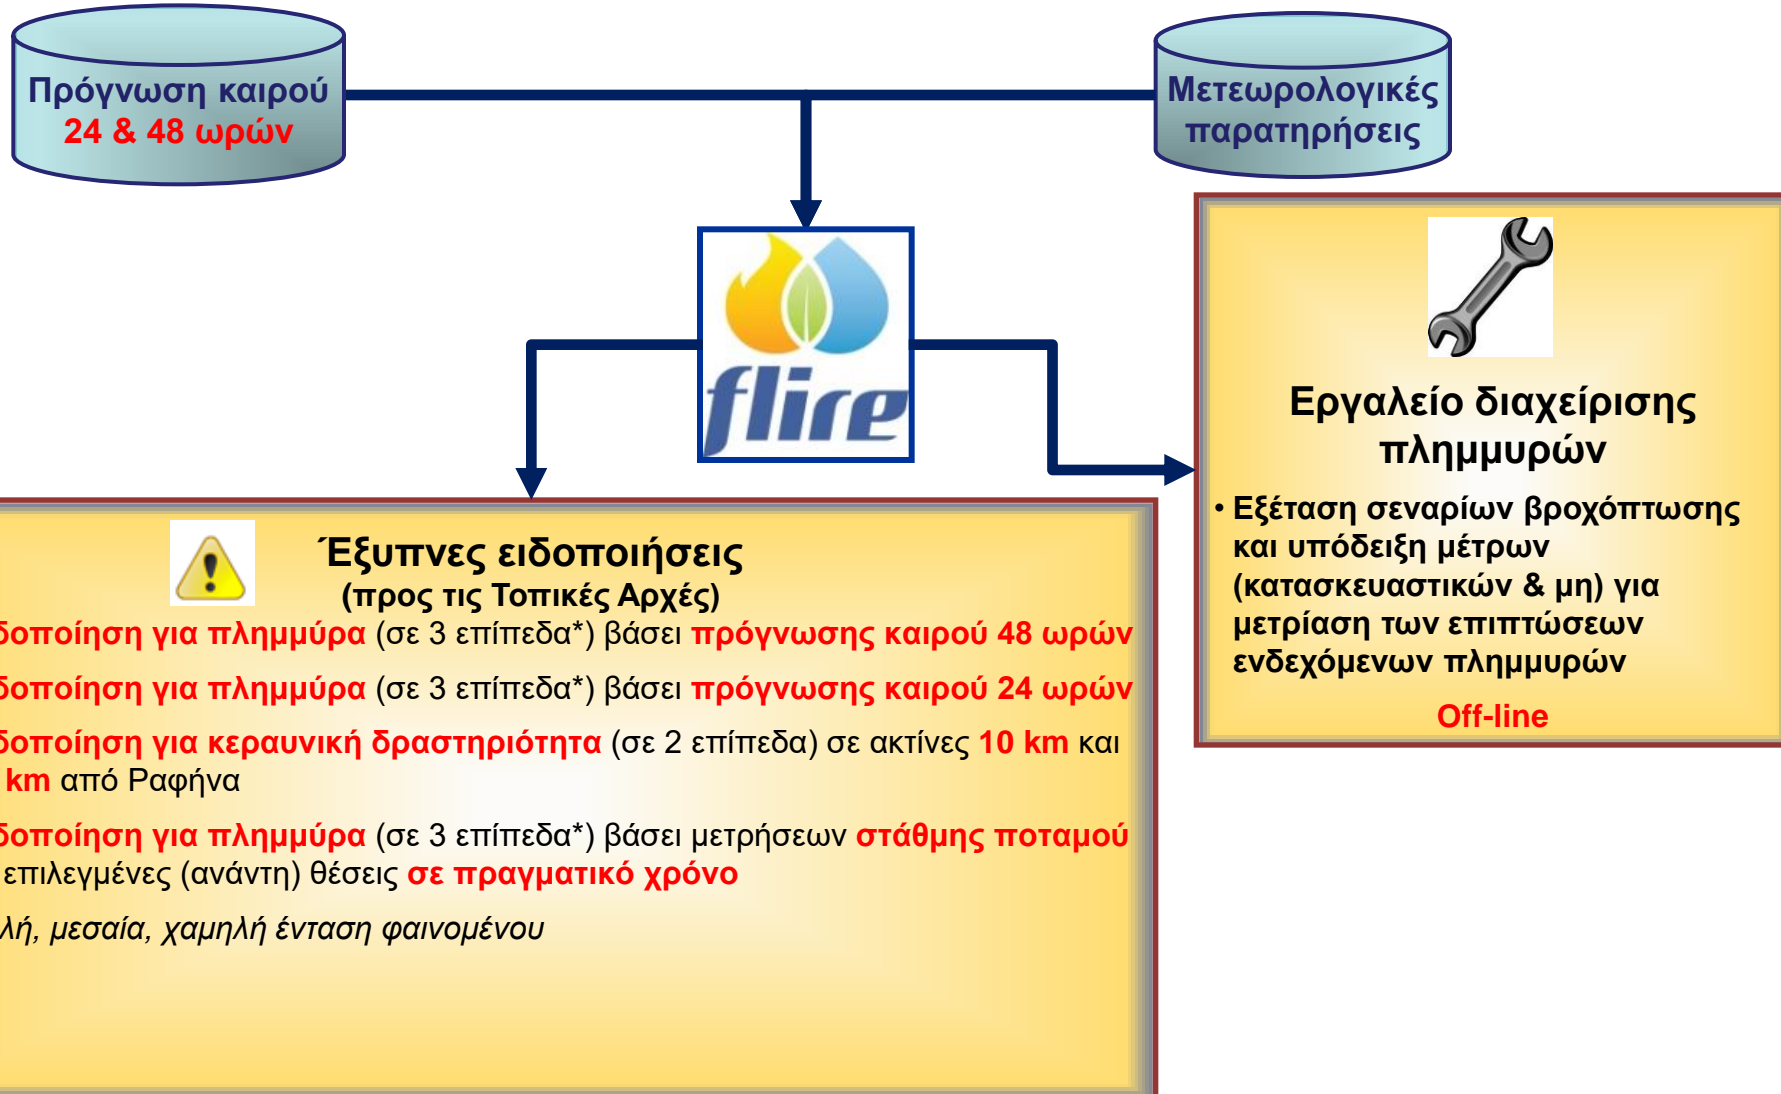 Πρόγνωση καιρού
24 & 48 ωρών
Μετεωρολογικές
παρατηρήσεις
flire
Εργαλείο διαχείρισης
πλημμυρών
• Εξέταση σεναρίων βροχόπτωσης
και υπόδειξη μέτρων
(κατασκευαστικών & μη) για
μετρίαση των επιπτώσεων
ενδεχόμενων πλημμυρών
Off-line
Έξυπνες ειδοποιήσεις
(προς τις Τοπικές Αρχές)
δοποίηση για πλημμύρα (σε 3 επίπεδα*) βάσει πρόγνωσης καιρού 48 ωρών
δοποίηση για πλημμύρα (σε 3 επίπεδα*) βάσει πρόγνωσης καιρού 24 ωρών
δοποίηση για κεραυνική δραστηριότητα (σε 2 επίπεδα) σε ακτίνες 10 km και
km από Ραφήνα
δοποίηση για πλημμύρα (σε 3 επίπεδα*) βάσει μετρήσεων στάθμης ποταμού
επιλεγμένες (ανάντη) θέσεις σε πραγματικό χρόνο
λή, μεσαία, χαμηλή ένταση φαινομένου